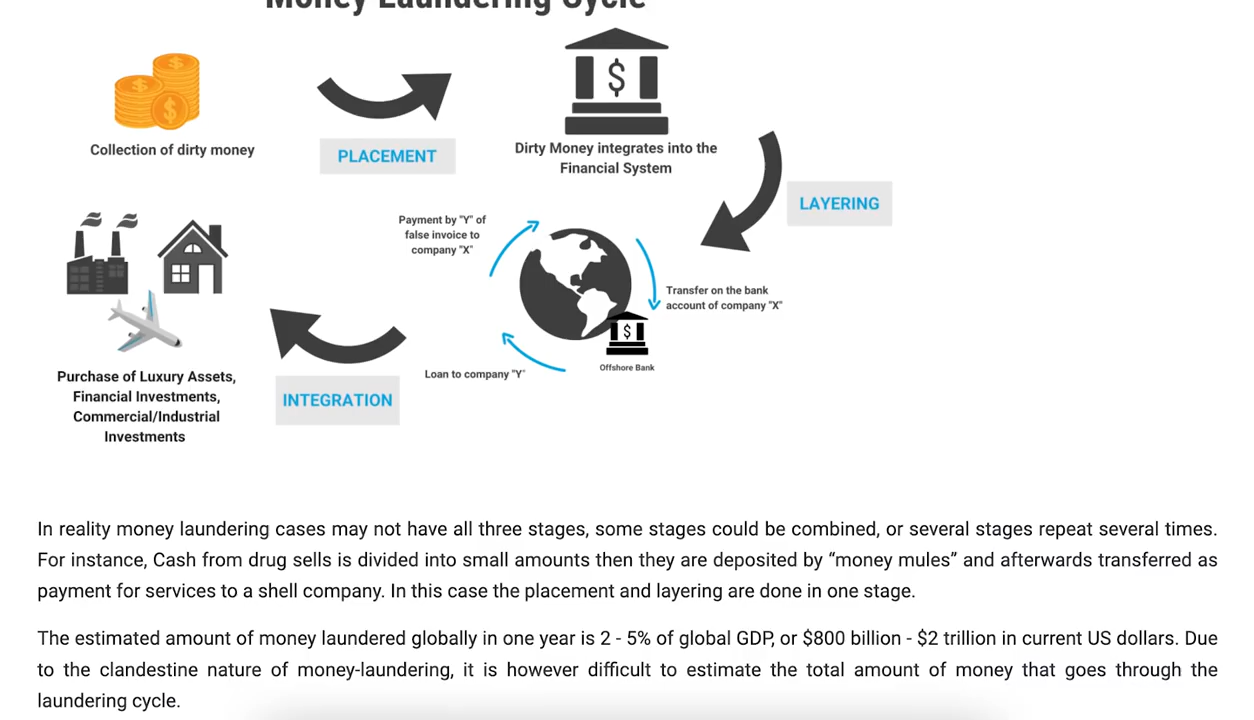 Money Laundering Cycle
Collection of dirty money
PLACEMENT
Dirty Money integrates into the
Financial System
LAYERING
Payment by "Y" of
false invoice to
company "X"
Transfer on the bank
account of company "X"
Offshore Bank
Loan to company "Y"
INTEGRATION
Purchase of Luxury Assets,
Financial Investments,
Commercial/Industrial
Investments
In reality money laundering cases may not have all three stages, some stages could be combined, or several stages repeat several times.
For instance, Cash from drug sells is divided into small amounts then they are deposited by “money mules” and afterwards transferred as
payment for services to a shell company. In this case the placement and layering are done in one stage.
The estimated amount of money laundered globally in one year is 2 - 5% of global GDP, or $800 billion - $2 trillion in current US dollars. Due
to the clandestine nature of money-laundering, it is however difficult to estimate the total amount of money that goes through the
laundering cycle.